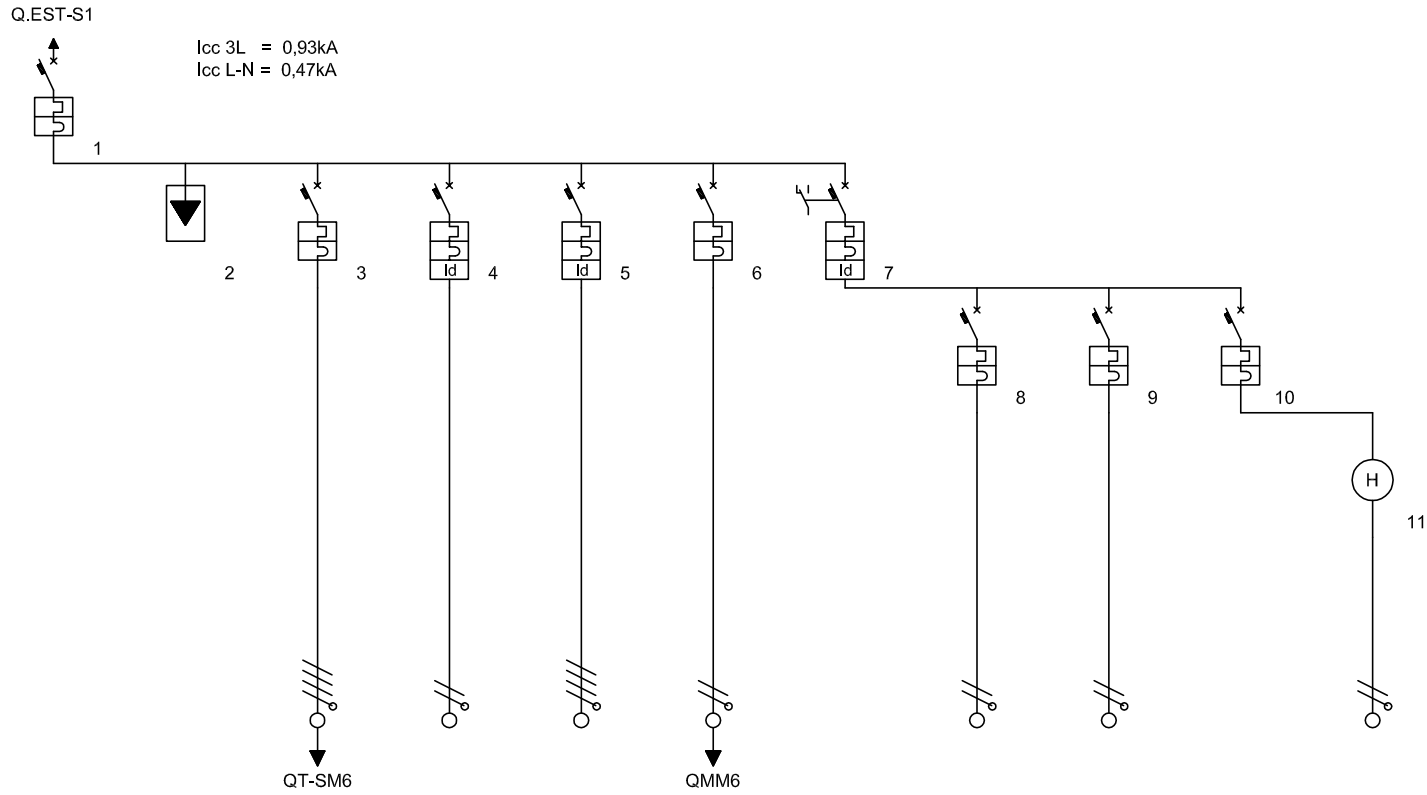 Q.EST-S1
Icc 3L = 0,93kA
Icc L-N = 0,47kA
1
2
3
Id
4
Id
5
6
Id
7
8
9
10
H
11
QT-SM6
QMM6